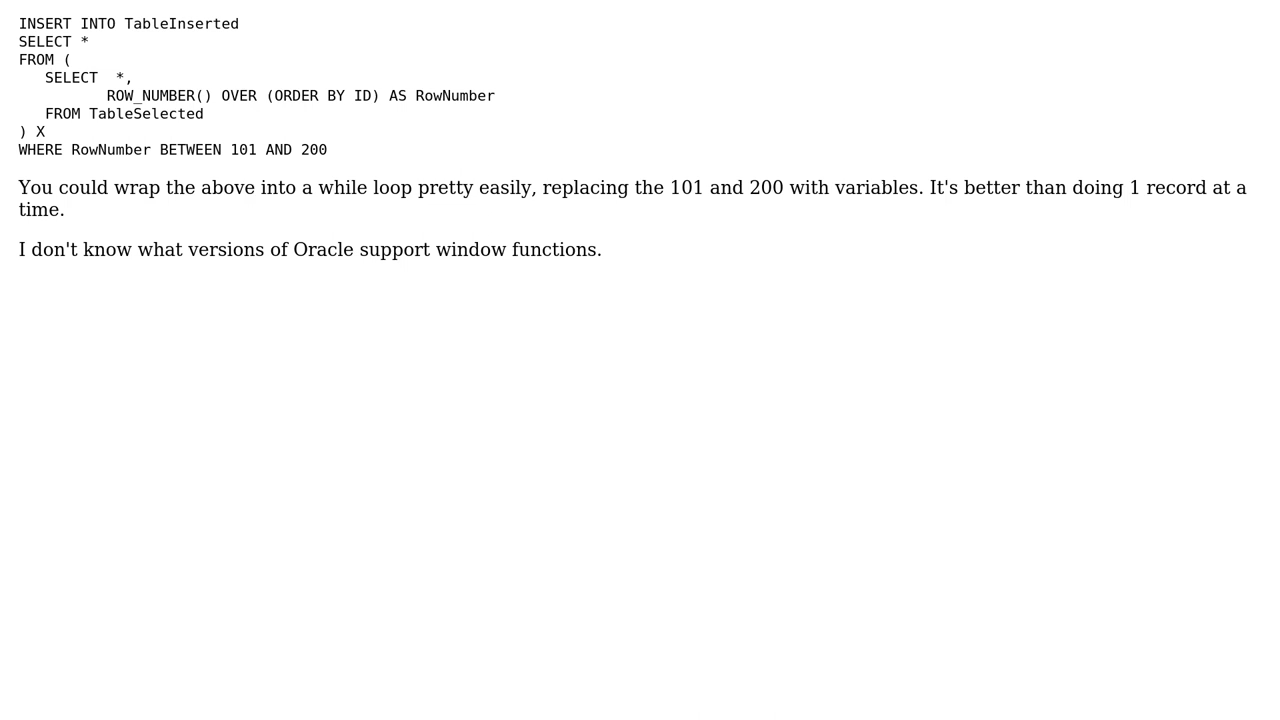 INSERT INTO TableInserted
SELECT *
FROM (
   SELECT  *,
          ROW_NUMBER() OVER (ORDER BY ID) AS RowNumber
   FROM TableSelected
) X
WHERE RowNumber BETWEEN 101 AND 200
You could wrap the above into a while loop pretty easily, replacing the 101 and 200 with variables. It's better than doing 1 record at a
time.
I don't know what versions of Oracle support window functions.